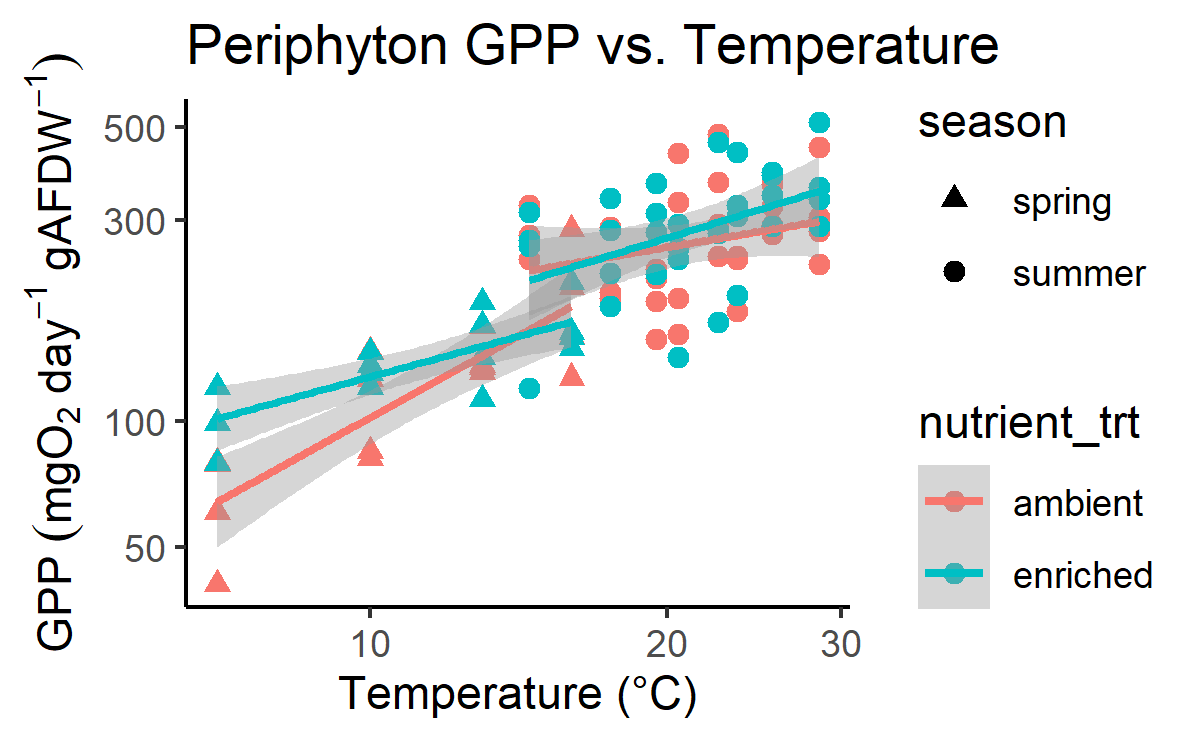 Periphyton GPP vs. Temperature
GPP (mgO₂ day⁻¹ gAFDW⁻¹)
500
300
100
50
10
20
30
Temperature (°C)
season
spring
summer
nutrient_trt
ambient
enriched